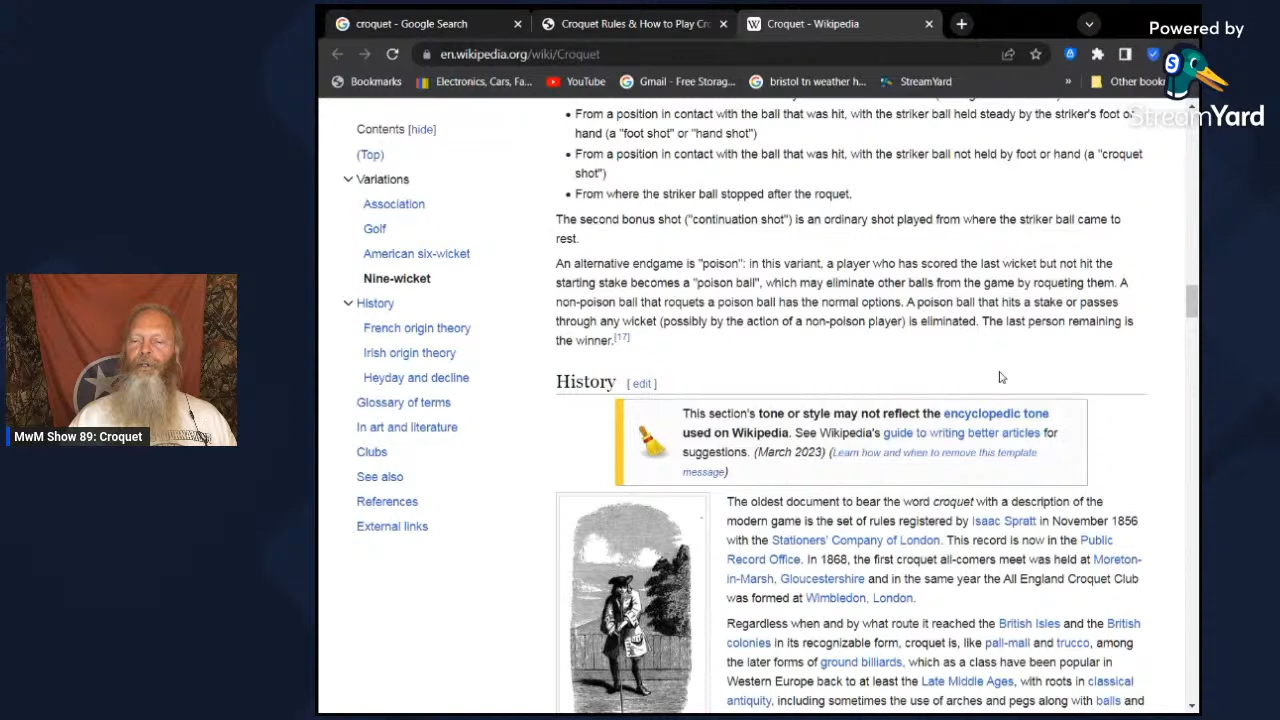 croquet - Google Search
Croquet Rules & How to Play Cro
Croquet - Wikipedia
Powered by
en.wikipedia.org/wiki/Croquet
StreamYard
Bookmarks
Electronics, Cars, Fa...
YouTube
Gmail - Free Storag...
bristol tn weather h...
StreamYard
»
Other book
Contents [hide]
(Top)
Variations
Association
Golf
American six-wicket
Nine-wicket
History
French origin theory
Irish origin theory
Heyday and decline
Glossary of terms
In art and literature
Clubs
See also
References
External links
From a position in contact with the ball that was hit, with the striker ball held steady by the striker's foot or
hand (a "foot shot" or "hand shot")
From a position in contact with the ball that was hit, with the striker ball not held by foot or hand (a "croquet
shot")
From where the striker ball stopped after the roquet.
The second bonus shot ("continuation shot") is an ordinary shot played from where the striker ball came to
rest.
An alternative endgame is "poison": in this variant, a player who has scored the last wicket but not hit the
starting stake becomes a "poison ball", which may eliminate other balls from the game by roqueting them. A
non-poison ball that roquets a poison ball has the normal options. A poison ball that hits a stake or passes
through any wicket (possibly by the action of a non-poison player) is eliminated. The last person remaining is
the winner.[17]
History [ edit ]
This section's tone or style may not reflect the encyclopedic tone
used on Wikipedia. See Wikipedia's guide to writing better articles for
suggestions. (March 2023) (Learn how and when to remove this template
message)
The oldest document to bear the word croquet with a description of the
modern game is the set of rules registered by Isaac Spratt in November 1856
with the Stationers' Company of London. This record is now in the Public
Record Office. In 1868, the first croquet all-comers meet was held at Moreton-
in-Marsh, Gloucestershire and in the same year the All England Croquet Club
was formed at Wimbledon, London.
Regardless when and by what route it reached the British Isles and the British
colonies in its recognizable form, croquet is, like pall-mall and trucco, among
the later forms of ground billiards, which as a class have been popular in
Western Europe back to at least the Late Middle Ages, with roots in classical
antiquity, including sometimes the use of arches and pegs along with balls and
MwM Show 89: Croquet